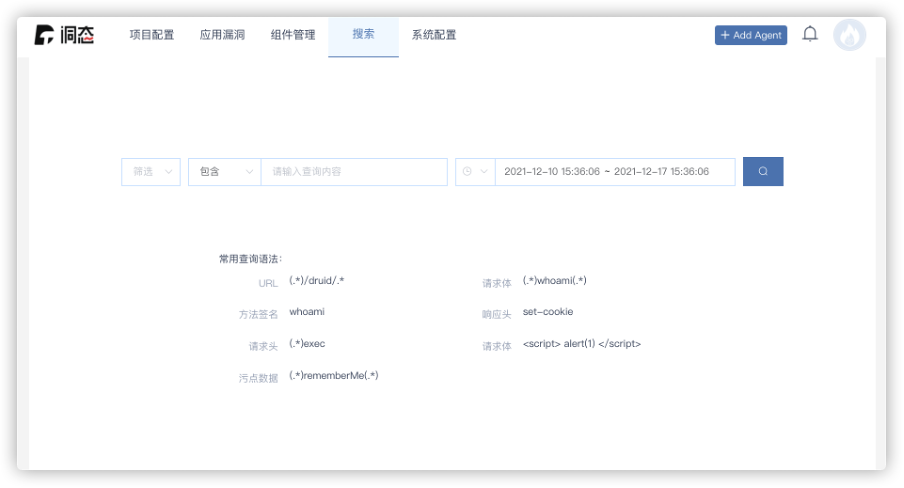 洞态 项目配置 应用漏洞 组件管理 搜索 系统配置 + Add Agent
筛选 包含 请输入查询内容 2021-12-10 15:36:06 ~ 2021-12-17 15:36:06
常用查询语法:
URL (.*)/druid/.* 请求体 (.*)whoami(.*)
方法签名 whoami 响应头 set-cookie
请求头 (.*)exec 请求体 <script> alert(1) </script>
污点数据 (.*)rememberMe(.*)